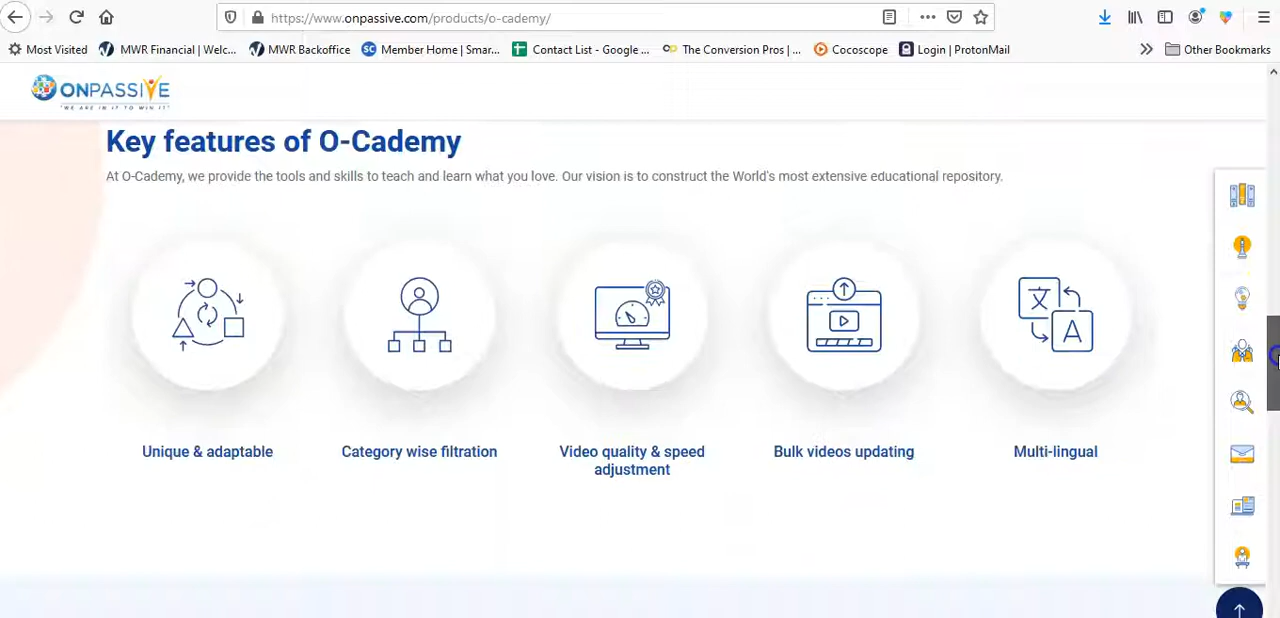 https://www.onpassive.com/products/o-cademy/
Most Visited
MWR Financial | Welc...
MWR Backoffice
Member Home | Smar...
Contact List - Google ...
The Conversion Pros | ...
Cocoscope
Login | ProtonMail
Other Bookmarks
ONPASSIVE
"WE ARE IN IT TO WIN IT"
Key features of O-Cademy
At O-Cademy, we provide the tools and skills to teach and learn what you love. Our vision is to construct the World's most extensive educational repository.
文
A
Unique & adaptable
Category wise filtration
Video quality & speed
adjustment
Bulk videos updating
Multi-lingual